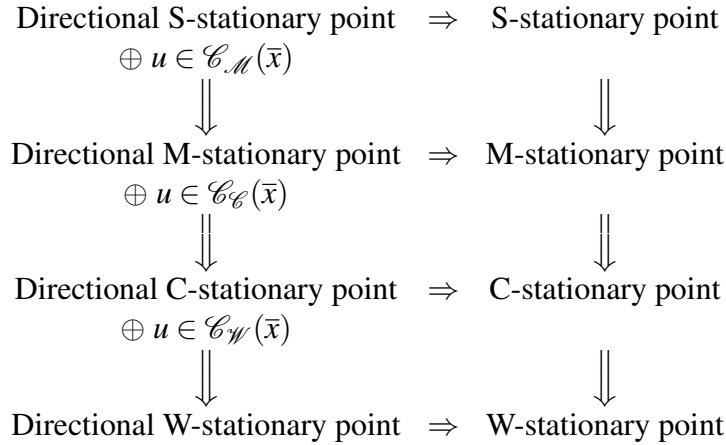 Directional S-stationary point ⇒ S-stationary point
⊕ u ∈ 𝒞_ℳ(x̄)
⇓ ⇓
Directional M-stationary point ⇒ M-stationary point
⊕ u ∈ 𝒞_𝒞(x̄)
⇓ ⇓
Directional C-stationary point ⇒ C-stationary point
⊕ u ∈ 𝒞_𝒲(x̄)
⇓ ⇓
Directional W-stationary point ⇒ W-stationary point